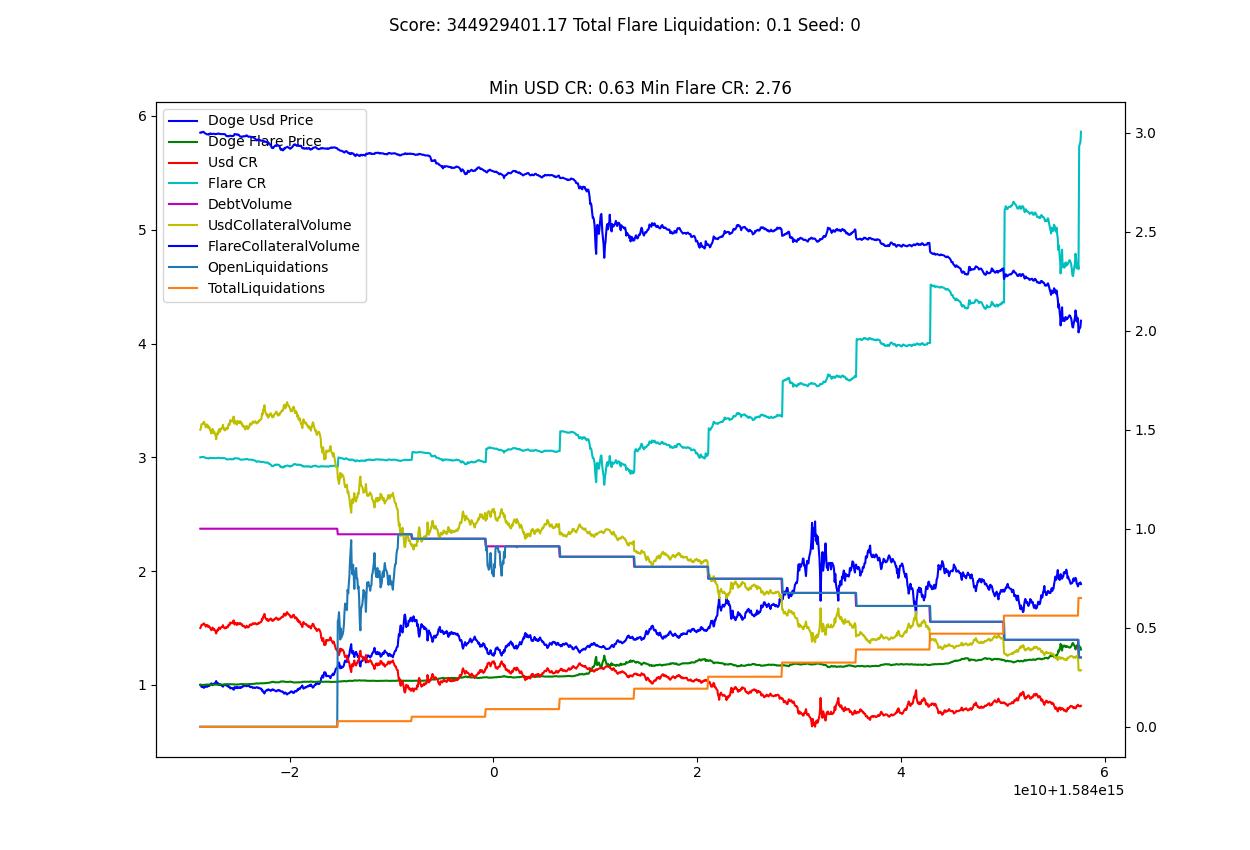 Score: 344929401.17 Total Flare Liquidation: 0.1 Seed: 0
Min USD CR: 0.63 Min Flare CR: 2.76
Doge Usd Price
Doge Flare Price
Usd CR
Flare CR
DebtVolume
UsdCollateralVolume
FlareCollateralVolume
OpenLiquidations
TotalLiquidations
6
5
4
3
2
1
3.0
2.5
2.0
1.5
1.0
0.5
0.0
−2
0
2
4
6
1e10+1.584e15